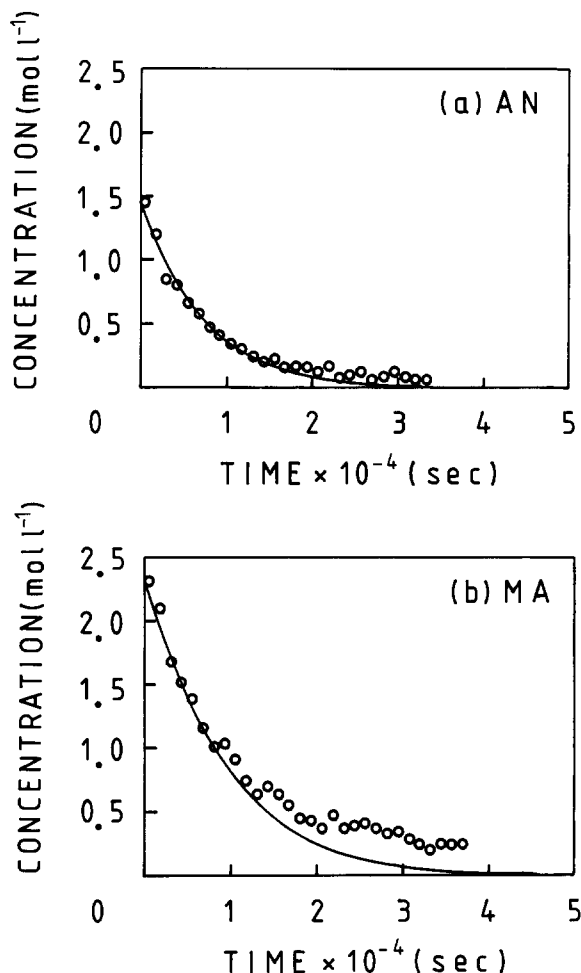 CONCENTRATION(mol l⁻¹)
2.5
2.0
1.5
1.0
0.5
(a) AN
0 1 2 3 4 5
TIME × 10⁻⁴ (sec)
CONCENTRATION(mol l⁻¹)
2.5
2.0
1.5
1.0
0.5
(b) MA
0 1 2 3 4 5
TIME × 10⁻⁴ (sec)